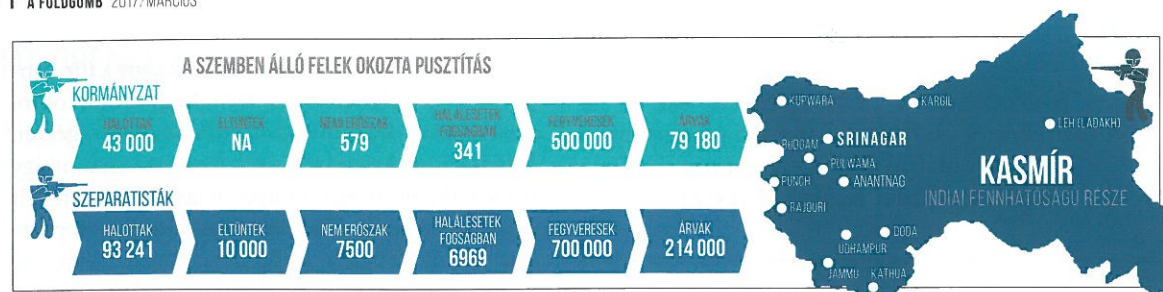 A FÖLDGÖMB 2017. MÁRCIUS
A SZEMBEN ÁLLÓ FELEK OKOZTA PUSZTÍTÁS
KORMÁNYZAT
HALOTTAK
43 000
ELTŰNTEK
NA
NEMI ERŐSZAK
579
HALÁLESETEK
FOGSÁGBAN
341
FEGYVERESEK
500 000
ÁRVÁK
79 180
SZEPARATISTÁK
HALOTTAK
93 241
ELTŰNTEK
10 000
NEMI ERŐSZAK
7500
HALÁLESETEK
FOGSÁGBAN
6969
FEGYVERESEK
700 000
ÁRVÁK
214 000
KUPWARA
KARGIL
LEH (LADAKH)
SRINAGAR
BUDGAM
PULWAMA
PUNCH
ANANTNAG
KASMÍR
INDIAI FENNHATÓSÁGÚ RÉSZE
RAJOURI
DODA
UDHAMPUR
JAMMU
KATHUA